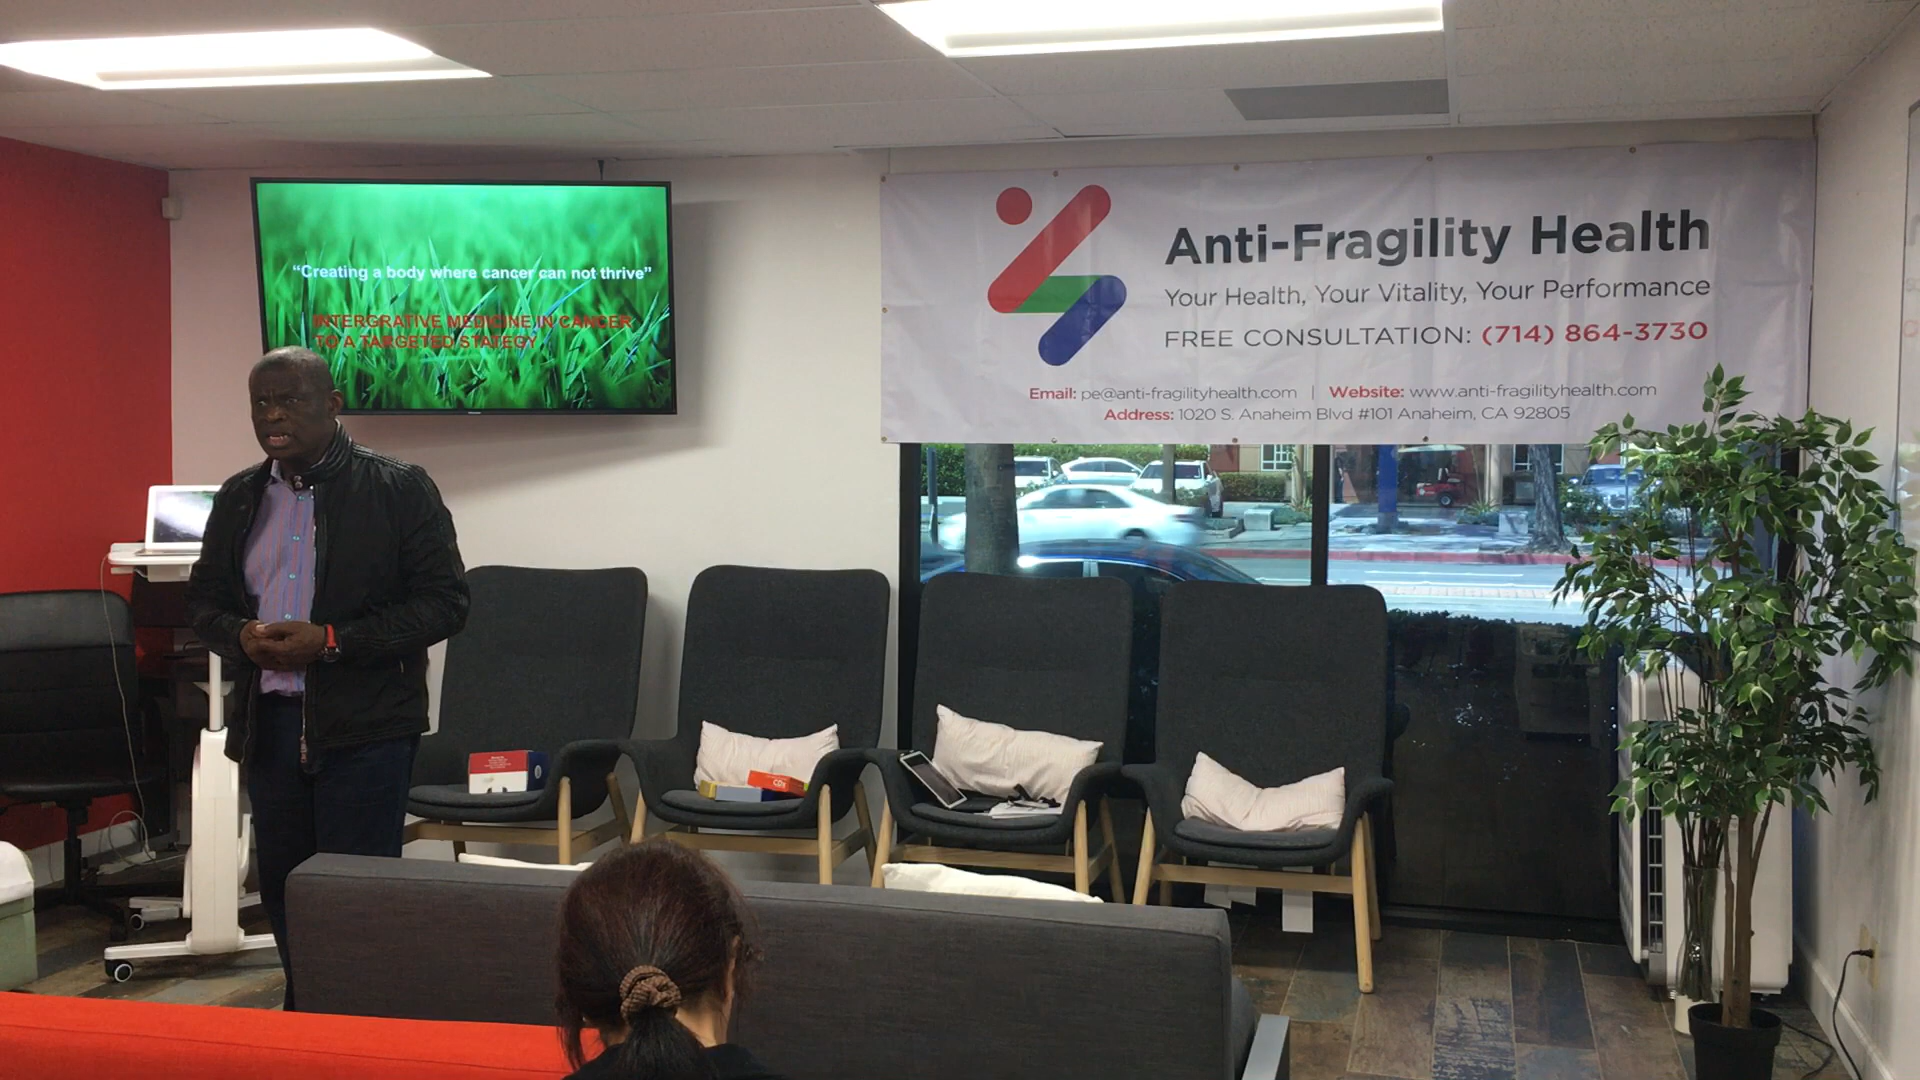 “Creating a body where cancer can not thrive”
INTERGRATIVE MEDICINE IN CANCER
TO A TARGETED STATEGY
Anti-Fragility Health
Your Health, Your Vitality, Your Performance
FREE CONSULTATION: (714) 864-3730
Email: pe@anti-fragilityhealth.com | Website: www.anti-fragilityhealth.com
Address: 1020 S. Anaheim Blvd #101 Anaheim, CA 92805
CDs